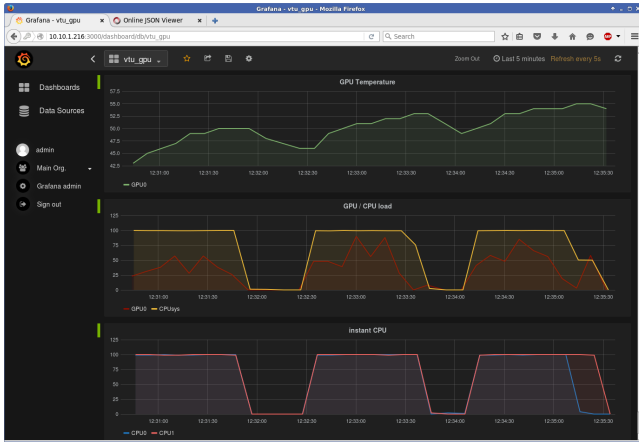 Grafana - vtu_gpu - Mozilla Firefox
Grafana - vtu_gpu × Online JSON Viewer × +
10.10.1.216:3000/dashboard/db/vtu_gpu Search
vtu_gpu Zoom Out Last 5 minutes Refresh every 5s
Dashboards
Data Sources
admin
Main Org.
Grafana admin
Sign out
GPU Temperature
57.5
55.0
52.5
50.0
47.5
45.0
42.5
12:31:00 12:31:30 12:32:00 12:32:30 12:33:00 12:33:30 12:34:00 12:34:30 12:35:00 12:35:30
GPU0
GPU / CPU load
125
100
75
50
25
0
12:31:00 12:31:30 12:32:00 12:32:30 12:33:00 12:33:30 12:34:00 12:34:30 12:35:00 12:35:30
GPU0 CPUsys
instant CPU
125
100
75
50
25
0
12:31:00 12:31:30 12:32:00 12:32:30 12:33:00 12:33:30 12:34:00 12:34:30 12:35:00 12:35:30
CPU0 CPU1